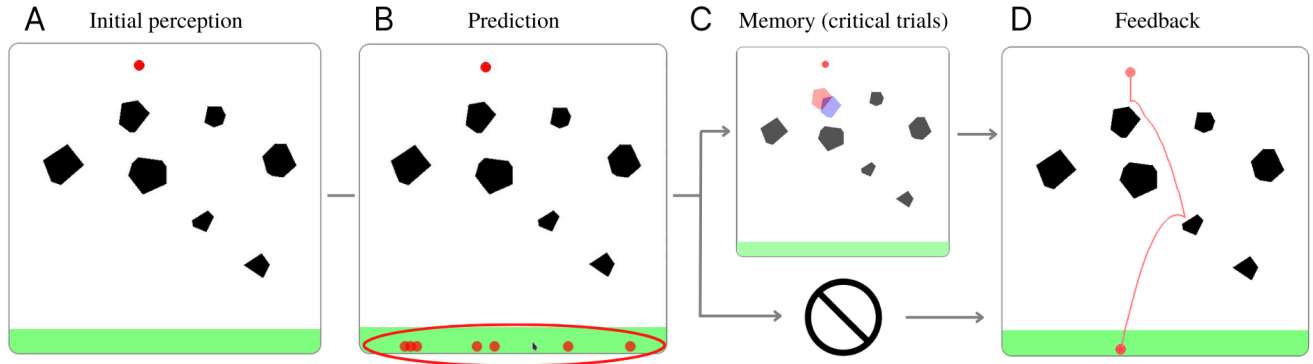 A Initial perception
B Prediction
C Memory (critical trials)
D Feedback